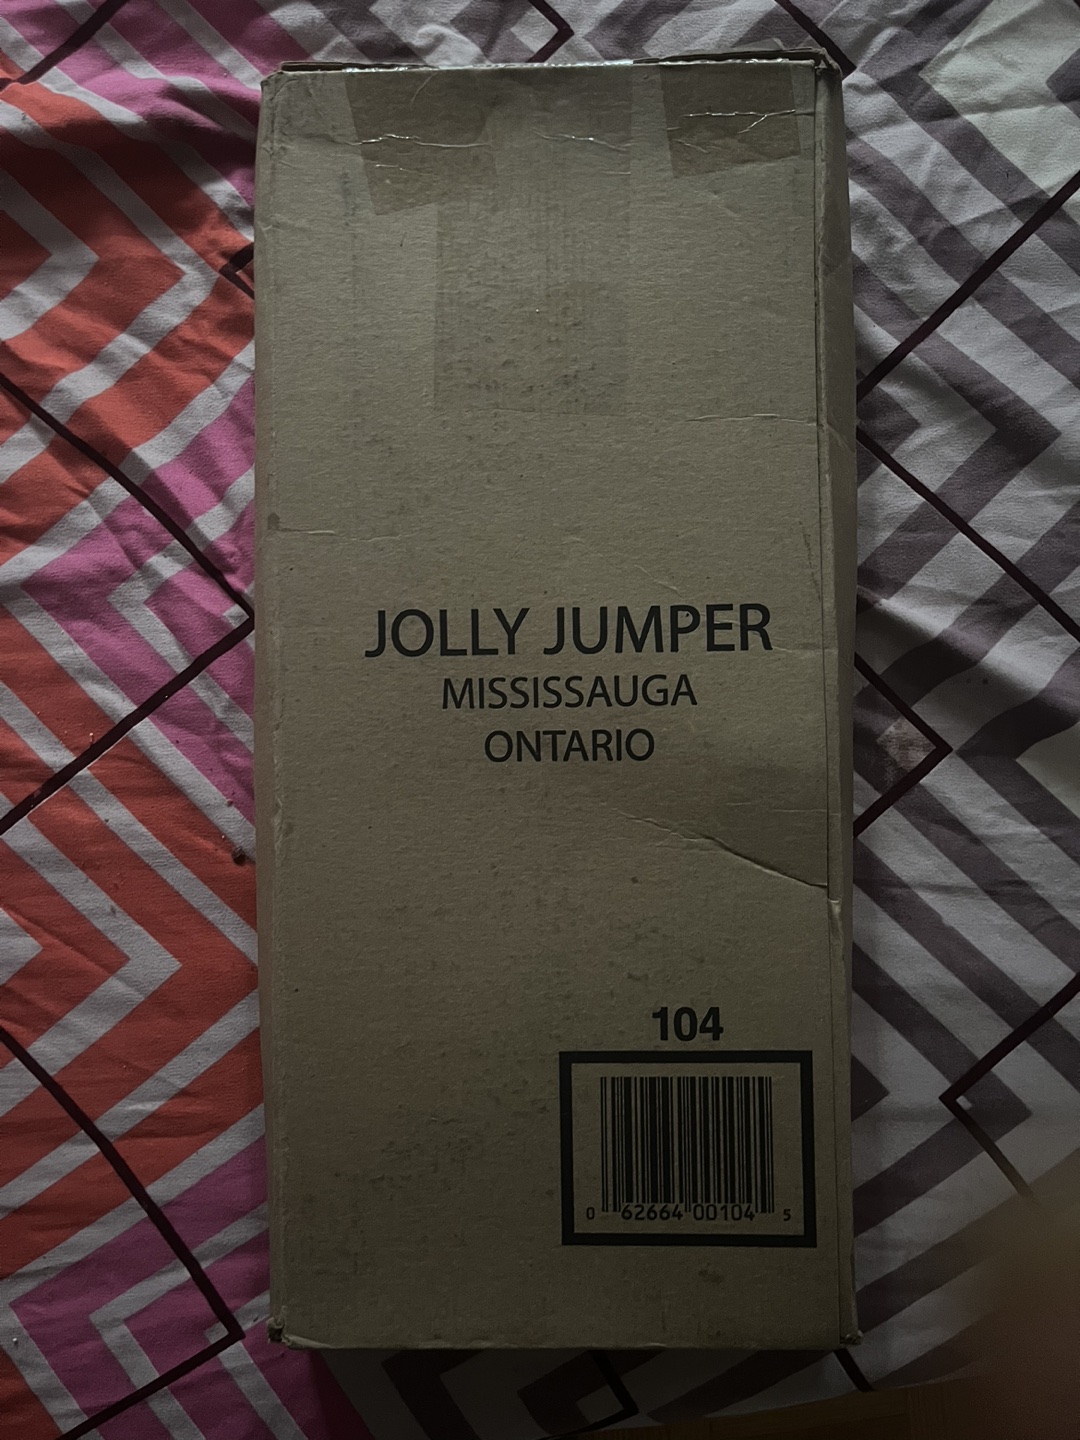 JOLLY JUMPER
MISSISSAUGA
ONTARIO
104
0 62664 00104 5